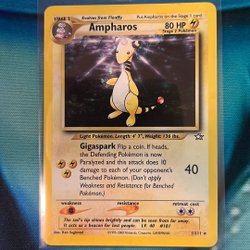 STAGE 2
Evolves from Flaaffy
Put Ampharos on the Stage 1 card
Ampharos
80 HP
Light Pokémon. Length: 4' 7", Weight: 136 lbs.
Gigaspark Flip a coin. If heads,
the Defending Pokémon is now
Paralyzed and this attack does 10
damage to each of your opponent's
Benched Pokémon. (Don't apply
Weakness and Resistance for Benched
Pokémon.)
40
weakness
resistance
retreat cost
The tail's tip shines brightly and can be seen from far away.
It acts as a beacon for lost people.